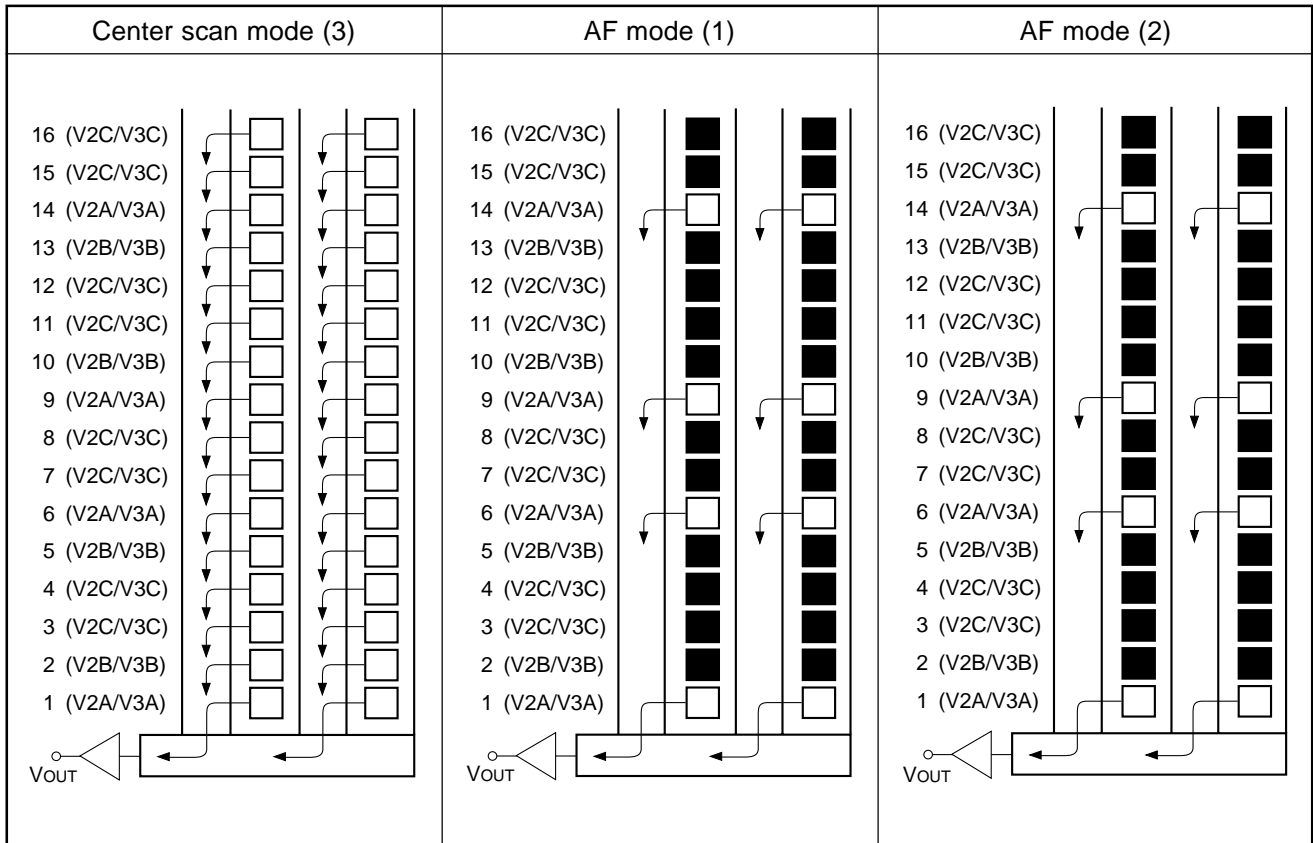 Center scan mode (3)
16 (V2C/V3C)
15 (V2C/V3C)
14 (V2A/V3A)
13 (V2B/V3B)
12 (V2C/V3C)
11 (V2C/V3C)
10 (V2B/V3B)
9 (V2A/V3A)
8 (V2C/V3C)
7 (V2C/V3C)
6 (V2A/V3A)
5 (V2B/V3B)
4 (V2C/V3C)
3 (V2C/V3C)
2 (V2B/V3B)
1 (V2A/V3A)
VOUT
AF mode (1)
16 (V2C/V3C)
15 (V2C/V3C)
14 (V2A/V3A)
13 (V2B/V3B)
12 (V2C/V3C)
11 (V2C/V3C)
10 (V2B/V3B)
9 (V2A/V3A)
8 (V2C/V3C)
7 (V2C/V3C)
6 (V2A/V3A)
5 (V2B/V3B)
4 (V2C/V3C)
3 (V2C/V3C)
2 (V2B/V3B)
1 (V2A/V3A)
VOUT
AF mode (2)
16 (V2C/V3C)
15 (V2C/V3C)
14 (V2A/V3A)
13 (V2B/V3B)
12 (V2C/V3C)
11 (V2C/V3C)
10 (V2B/V3B)
9 (V2A/V3A)
8 (V2C/V3C)
7 (V2C/V3C)
6 (V2A/V3A)
5 (V2B/V3B)
4 (V2C/V3C)
3 (V2C/V3C)
2 (V2B/V3B)
1 (V2A/V3A)
VOUT